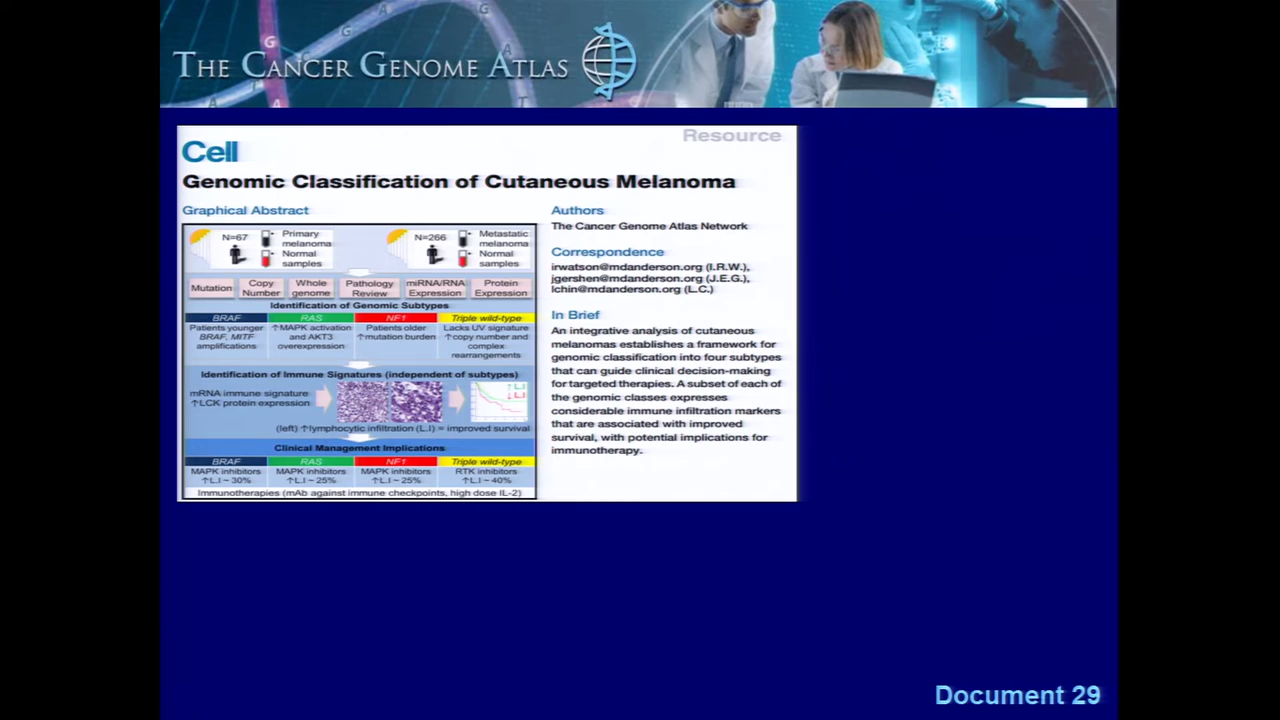 THE CANCER GENOME ATLAS
Resource
Cell
Genomic Classification of Cutaneous Melanoma
Graphical Abstract
N=67
Primary
melanoma
Normal
samples
N=266
Metastatic
melanoma
Normal
samples
Mutation
Copy
Number
Whole
genome
Pathology
Review
miRNA/RNA
Expression
Protein
Expression
Identification of Genomic Subtypes
BRAF
RAS
NF1
Triple wild-type
Patients younger
BRAF, MITF
amplifications
↑MAPK activation
and AKT3
overexpression
Patients older
↑mutation burden
Lacks UV signature
↑copy number and
complex
rearrangements
Identification of Immune Signatures (independent of subtypes)
mRNA immune signature
↑LCK protein expression
↑ L.I
↓ L.I
(left) ↑lymphocytic infiltration (L.I) = improved survival
Clinical Management Implications
BRAF
RAS
NF1
Triple wild-type
MAPK inhibitors
↑L.I ~ 30%
MAPK inhibitors
↑L.I ~ 25%
MAPK inhibitors
↑L.I ~ 25%
RTK inhibitors
↑L.I ~ 40%
Immunotherapies (mAb against immune checkpoints, high dose IL-2)
Authors
The Cancer Genome Atlas Network
Correspondence
irwatson@mdanderson.org (I.R.W.),
jgershen@mdanderson.org (J.E.G.),
lchin@mdanderson.org (L.C.)
In Brief
An integrative analysis of cutaneous
melanomas establishes a framework for
genomic classification into four subtypes
that can guide clinical decision-making
for targeted therapies. A subset of each of
the genomic classes expresses
considerable immune infiltration markers
that are associated with improved
survival, with potential implications for
immunotherapy.
Document 29